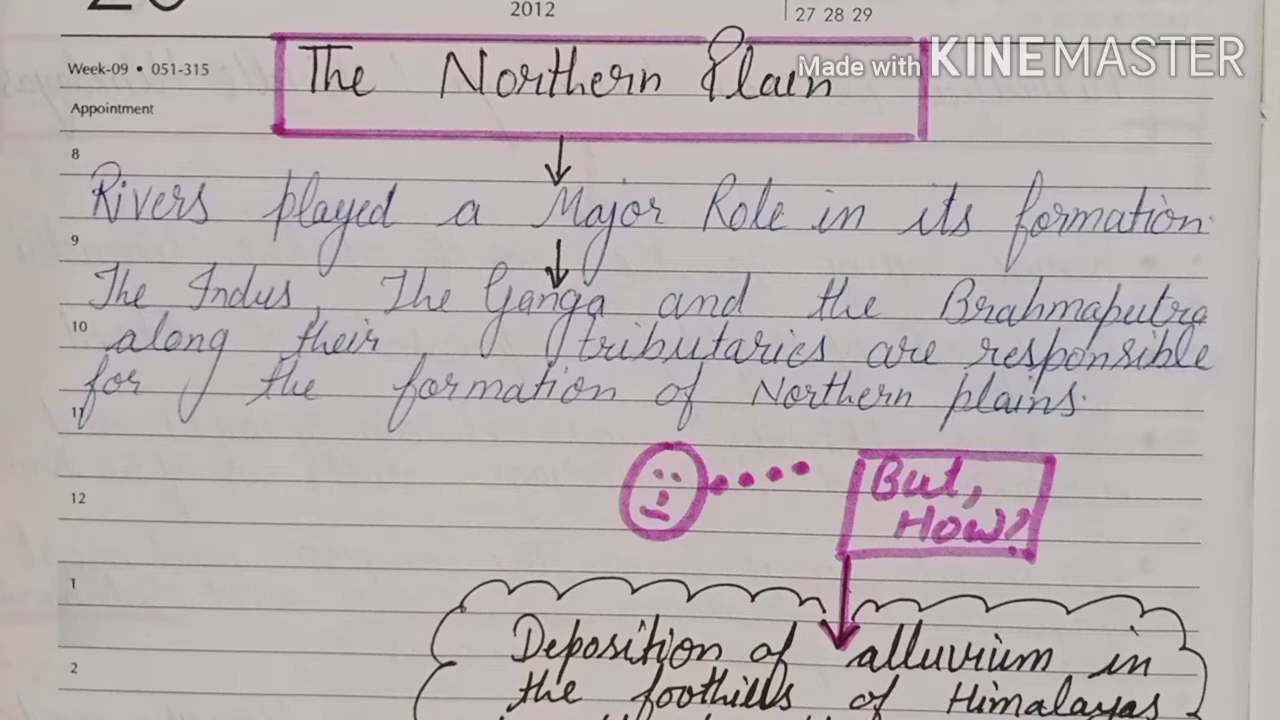 2012
27 28 29
Made with KINEMASTER
Week-09 • 051-315
Appointment
The Northern Plain
8
Rivers played a Major Role in its formation.
9
The Indus, The Ganga and the Brahmaputra
10
along their tributaries are responsible
for the formation of Northern plains.
11
But,
How?
12
1
Deposition of alluvium in
2
the foothills of Himalayas